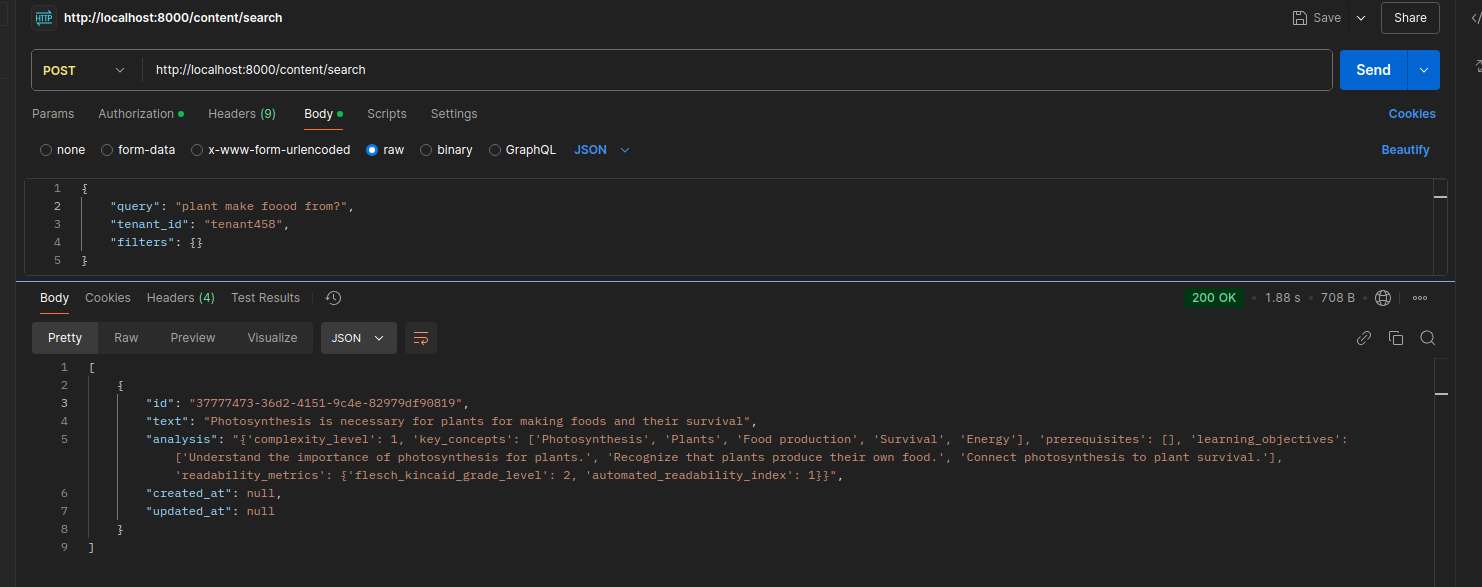 HTTP http://localhost:8000/content/search Save Share
POST http://localhost:8000/content/search Send
Params Authorization Headers (9) Body Scripts Settings Cookies
none form-data x-www-form-urlencoded raw binary GraphQL JSON Beautify
1 {
2 "query": "plant make foood from?",
3 "tenant_id": "tenant458",
4 "filters": {}
5 }
Body Cookies Headers (4) Test Results 200 OK 1.88 s 708 B
Pretty Raw Preview Visualize JSON
1 [
2 {
3 "id": "37777473-36d2-4151-9c4e-82979df90819",
4 "text": "Photosynthesis is necessary for plants for making foods and their survival",
5 "analysis": "{'complexity_level': 1, 'key_concepts': ['Photosynthesis', 'Plants', 'Food production', 'Survival', 'Energy'], 'prerequisites': [], 'learning_objectives':
['Understand the importance of photosynthesis for plants.', 'Recognize that plants produce their own food.', 'Connect photosynthesis to plant survival.'],
'readability_metrics': {'flesch_kincaid_grade_level': 2, 'automated_readability_index': 1}}",
6 "created_at": null,
7 "updated_at": null
8 }
9 ]